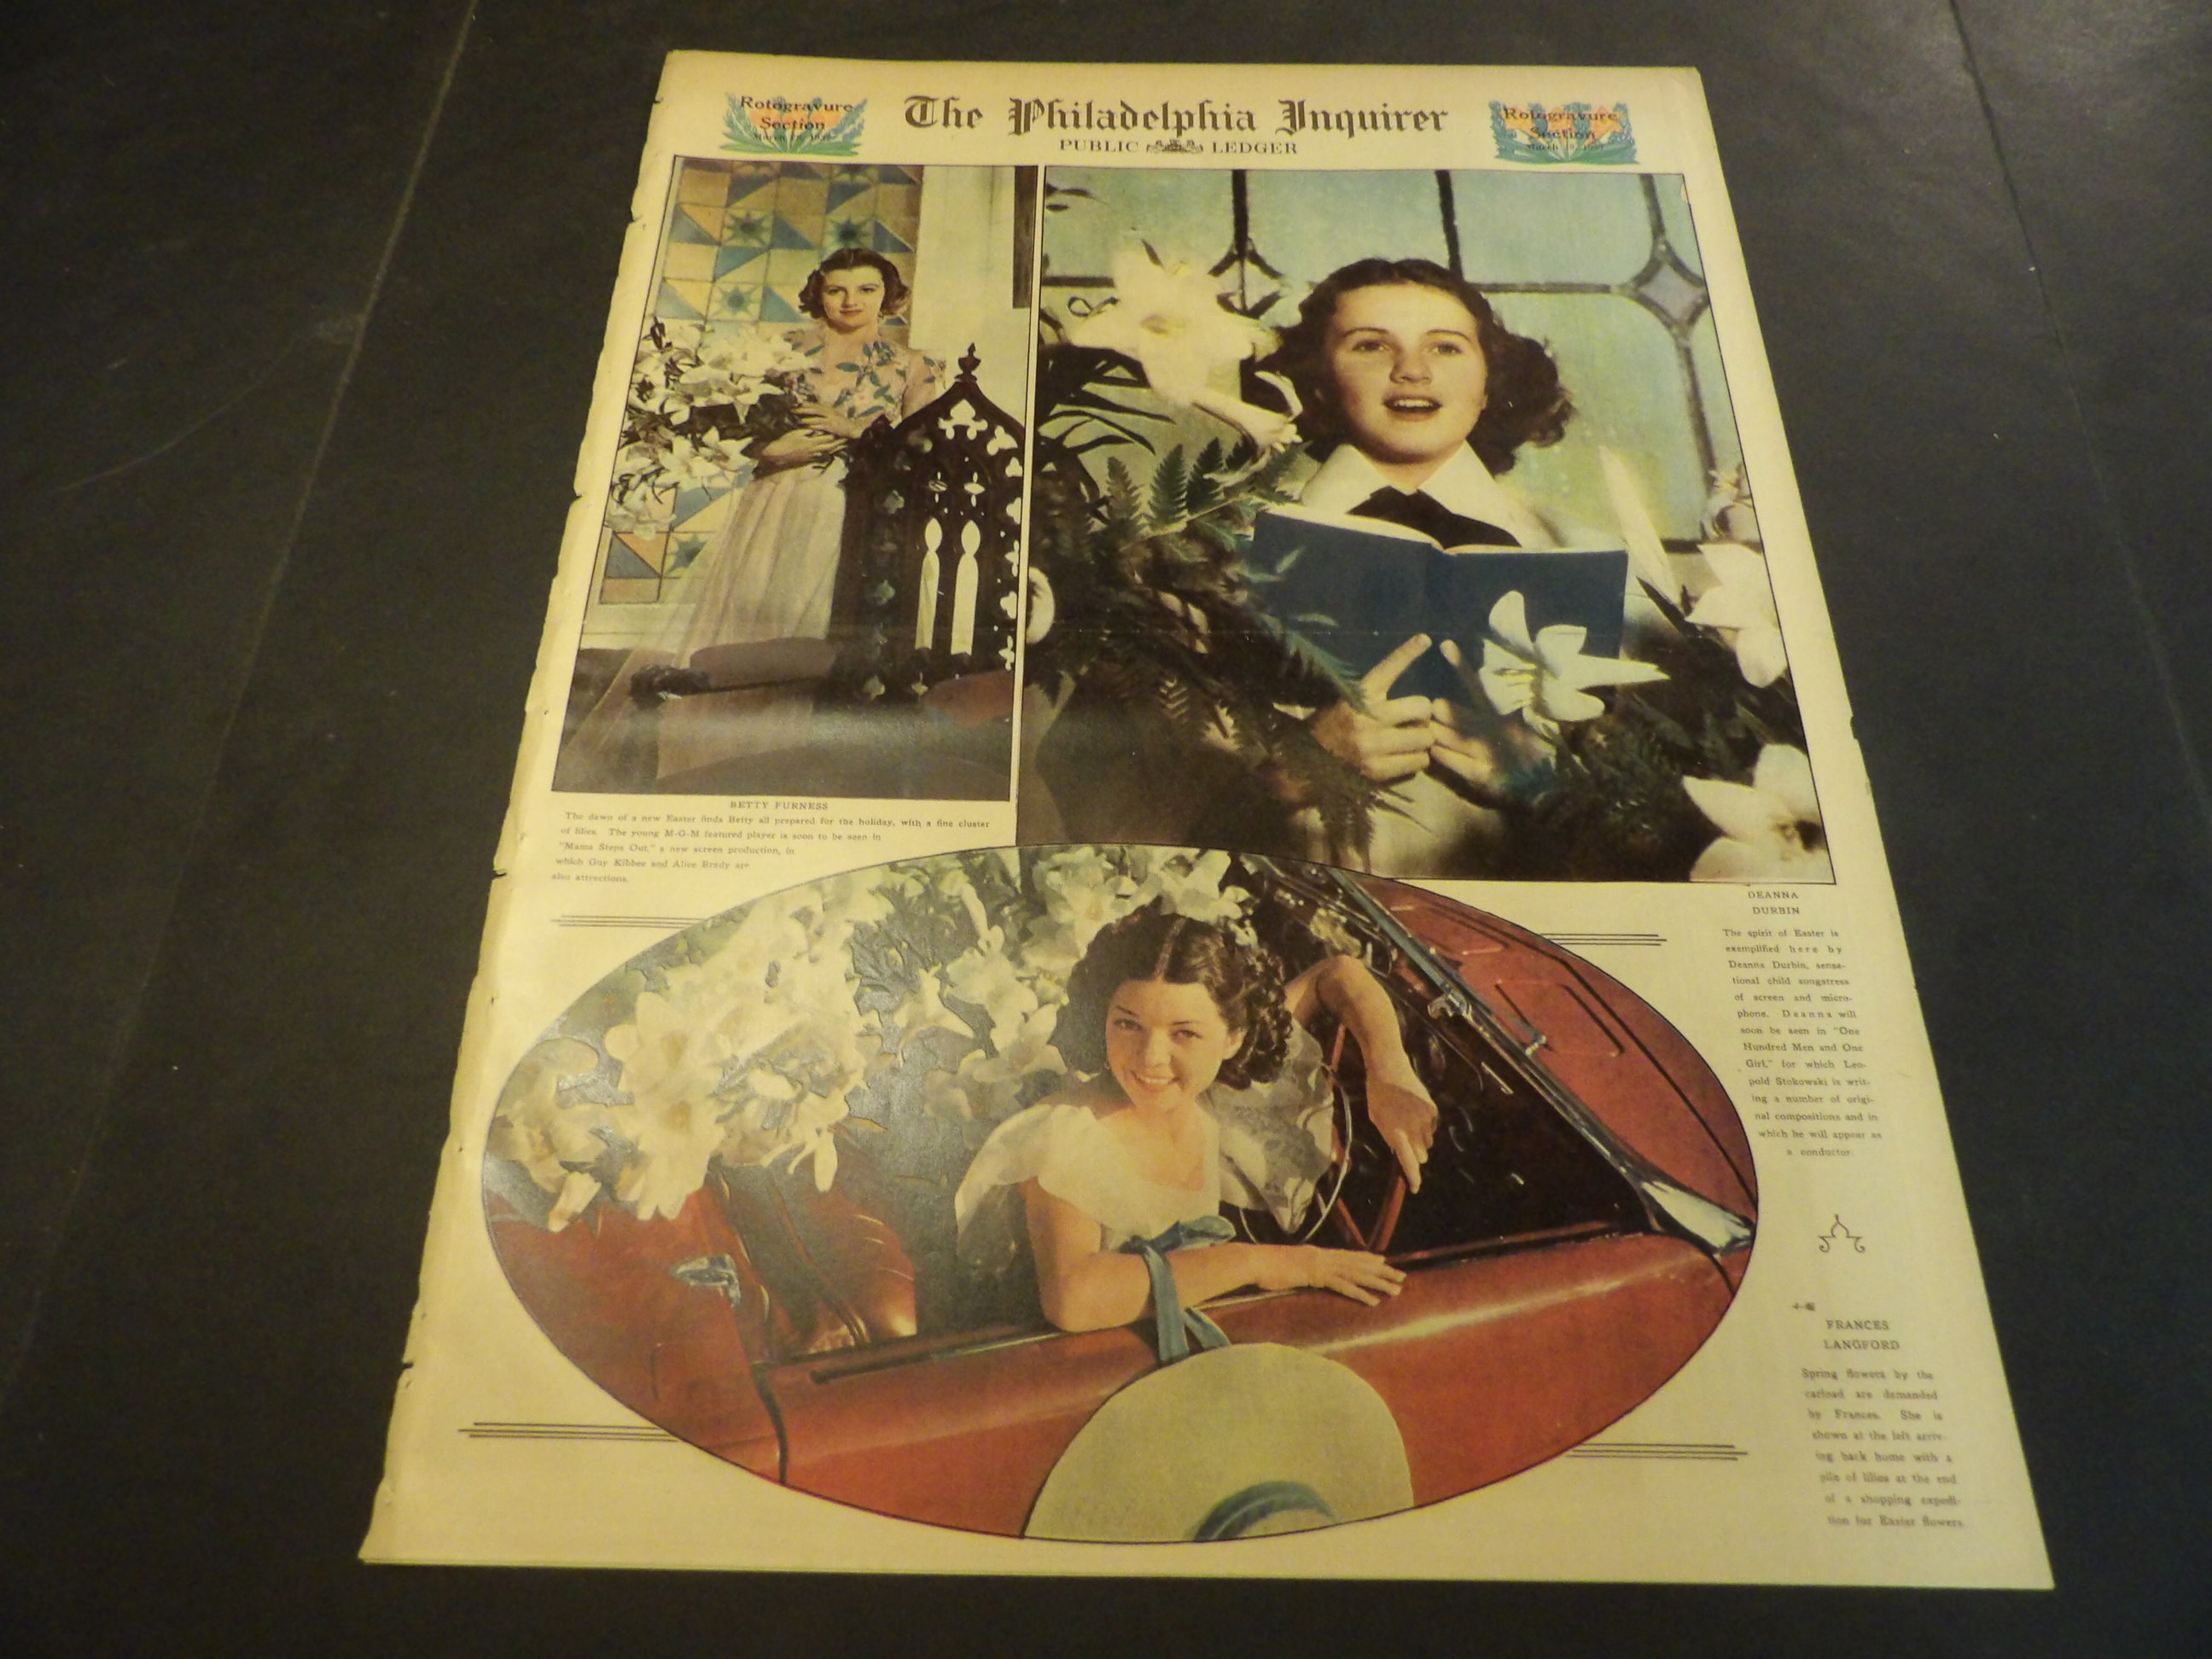 Rotogravure
Section
The Philadelphia Inquirer
PUBLIC LEDGER
Rotogravure
Section
BETTY FURNESS
The dawn of a new Easter finds Betty all prepared for the holiday, with a fine cluster
of lilies. The young M-G-M featured player is soon to be seen in
"Mama Steps Out," a new screen production, in
which Guy Kibbee and Alice Brady are
also attractions.
DEANNA
DURBIN
The spirit of Easter is
exemplified here by
Deanna Durbin, sensa-
tional child songstress
of screen and micro-
phone. Deanna will
soon be seen in "One
Hundred Men and One
Girl," for which Leo-
pold Stokowski is writ-
ing a number of origi-
nal compositions and in
which he will appear as
a conductor.
FRANCES
LANGFORD
Spring flowers by the
carload are demanded
by Frances. She is
shown at the left arriv-
ing back home with a
pile of lilies at the end
of a shopping expedi-
tion for Easter flowers.